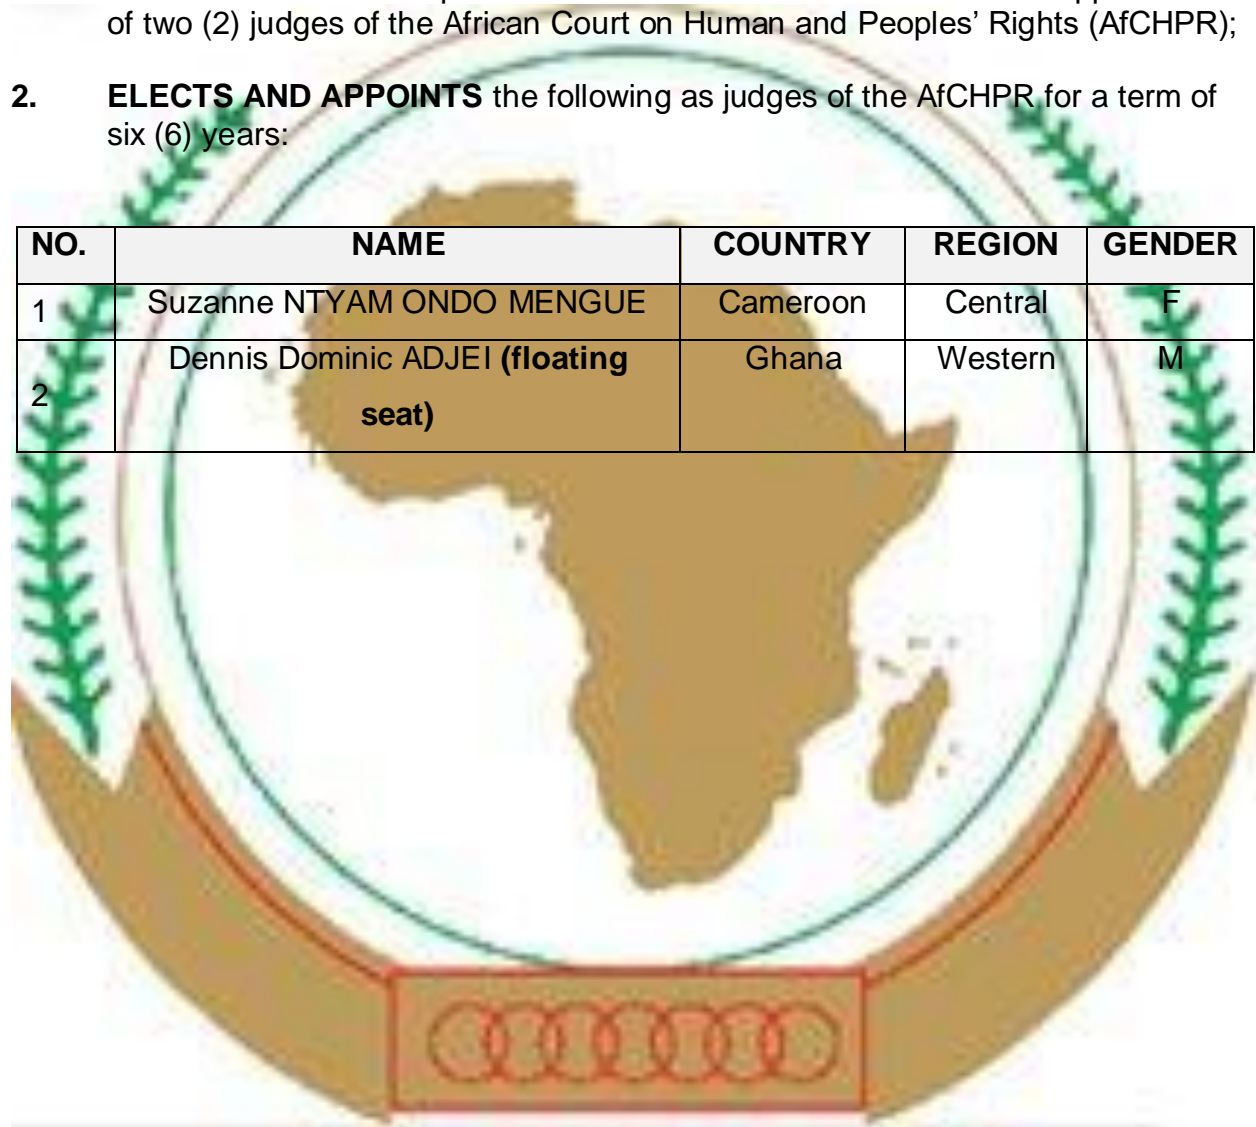 of two (2) judges of the African Court on Human and Peoples’ Rights (AfCHPR);
2. ELECTS AND APPOINTS the following as judges of the AfCHPR for a term of
six (6) years:
NO. NAME COUNTRY REGION GENDER
1 Suzanne NTYAM ONDO MENGUE Cameroon Central F
2 Dennis Dominic ADJEI (floating Ghana Western M
seat)